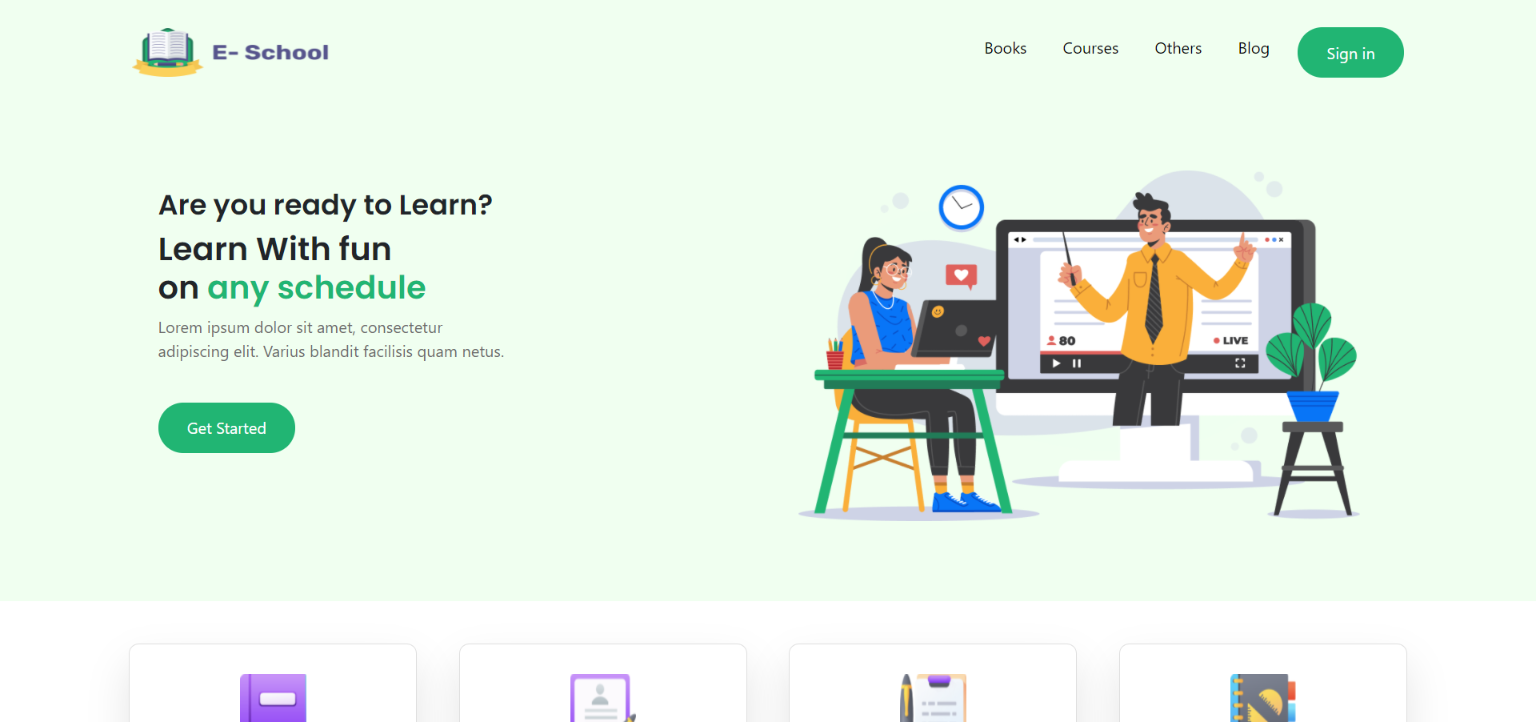 E- School
Books
Courses
Others
Blog
Sign in
Are you ready to Learn?
Learn With fun
on any schedule
Lorem ipsum dolor sit amet, consectetur
adipiscing elit. Varius blandit facilisis quam netus.
Get Started
80
LIVE